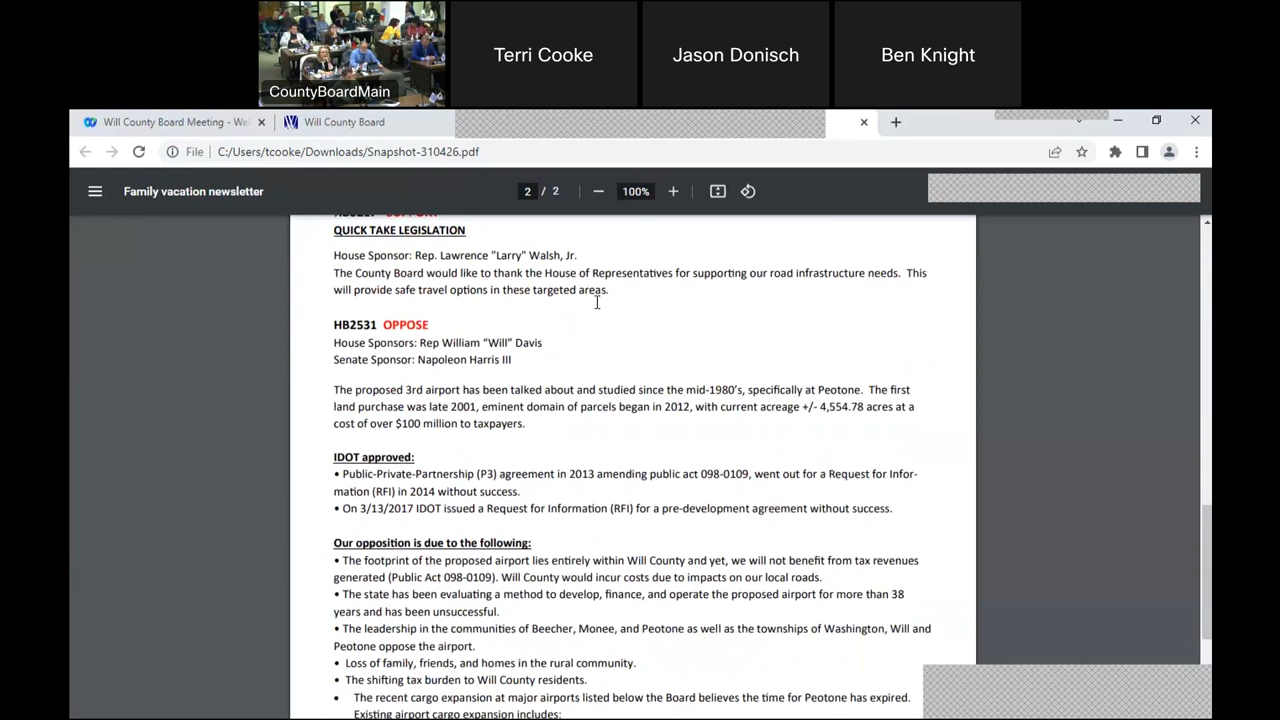 Terri Cooke
Jason Donisch
Ben Knight
CountyBoardMain
Will County Board Meeting - We
Will County Board
File
C:/Users/tcooke/Downloads/Snapshot-310426.pdf
Family vacation newsletter
2 / 2
100%
SUPPORT
QUICK TAKE LEGISLATION
House Sponsor: Rep. Lawrence "Larry" Walsh, Jr.
The County Board would like to thank the House of Representatives for supporting our road infrastructure needs. This
will provide safe travel options in these targeted areas.
HB2531 OPPOSE
House Sponsors: Rep William “Will” Davis
Senate Sponsor: Napoleon Harris III
The proposed 3rd airport has been talked about and studied since the mid-1980’s, specifically at Peotone. The first
land purchase was late 2001, eminent domain of parcels began in 2012, with current acreage +/- 4,554.78 acres at a
cost of over $100 million to taxpayers.
IDOT approved:
• Public-Private-Partnership (P3) agreement in 2013 amending public act 098-0109, went out for a Request for Infor-
mation (RFI) in 2014 without success.
• On 3/13/2017 IDOT issued a Request for Information (RFI) for a pre-development agreement without success.
Our opposition is due to the following:
• The footprint of the proposed airport lies entirely within Will County and yet, we will not benefit from tax revenues
generated (Public Act 098-0109). Will County would incur costs due to impacts on our local roads.
• The state has been evaluating a method to develop, finance, and operate the proposed airport for more than 38
years and has been unsuccessful.
• The leadership in the communities of Beecher, Monee, and Peotone as well as the townships of Washington, Will and
Peotone oppose the airport.
• Loss of family, friends, and homes in the rural community.
• The shifting tax burden to Will County residents.
• The recent cargo expansion at major airports listed below the Board believes the time for Peotone has expired.
Existing airport cargo expansion includes: